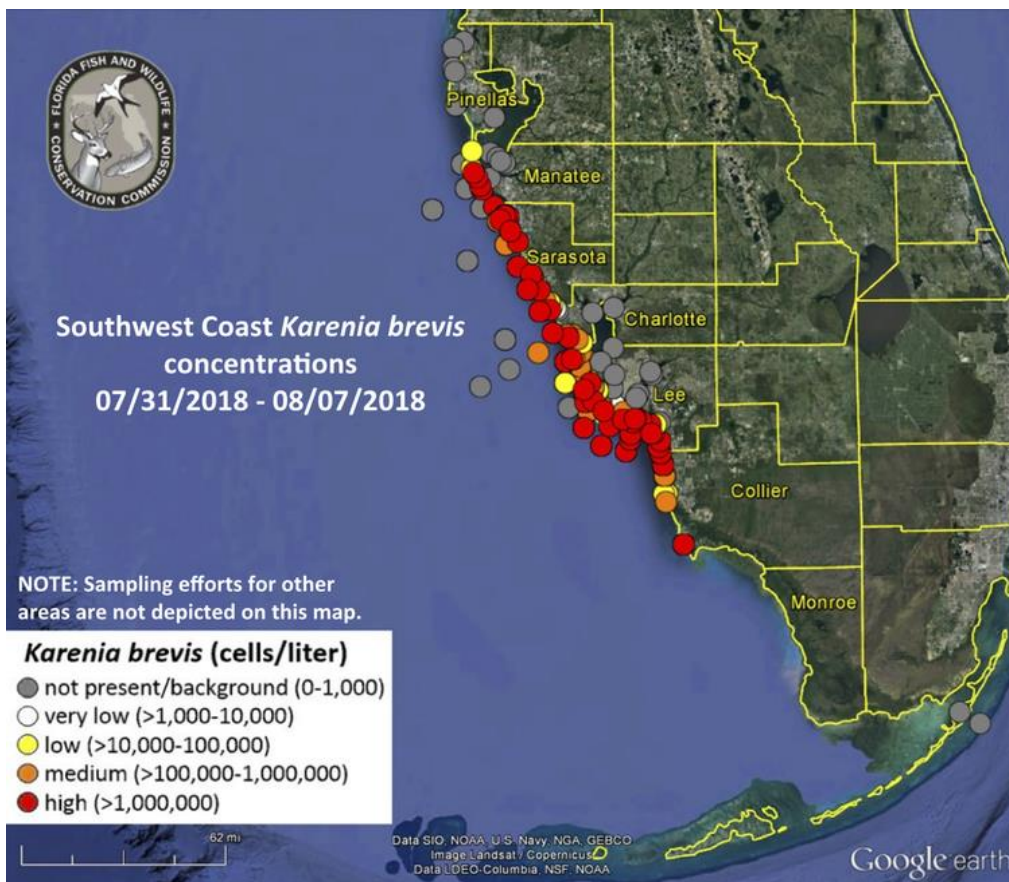 FLORIDA FISH AND WILDLIFE
CONSERVATION COMMISSION
Pinellas
Manatee
Sarasota
Southwest Coast Karenia brevis
concentrations
07/31/2018 - 08/07/2018
Charlotte
Lee
Collier
Monroe
NOTE: Sampling efforts for other
areas are not depicted on this map.
Karenia brevis (cells/liter)
not present/background (0-1,000)
very low (>1,000-10,000)
low (>10,000-100,000)
medium (>100,000-1,000,000)
high (>1,000,000)
62 mi
Data SIO, NOAA, U.S. Navy, NGA, GEBCO
Image Landsat / Copernicus
Data LDEO-Columbia, NSF, NOAA
Google earth